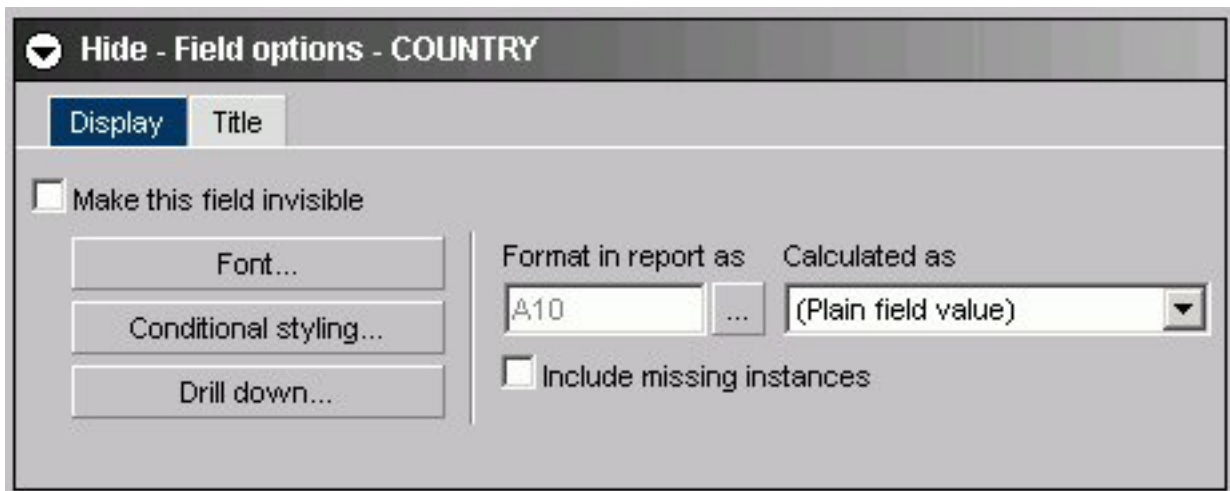 Hide - Field options - COUNTRY
Display Title
Make this field invisible
Font...
Conditional styling...
Drill down...
Format in report as Calculated as
A10 ... (Plain field value)
Include missing instances